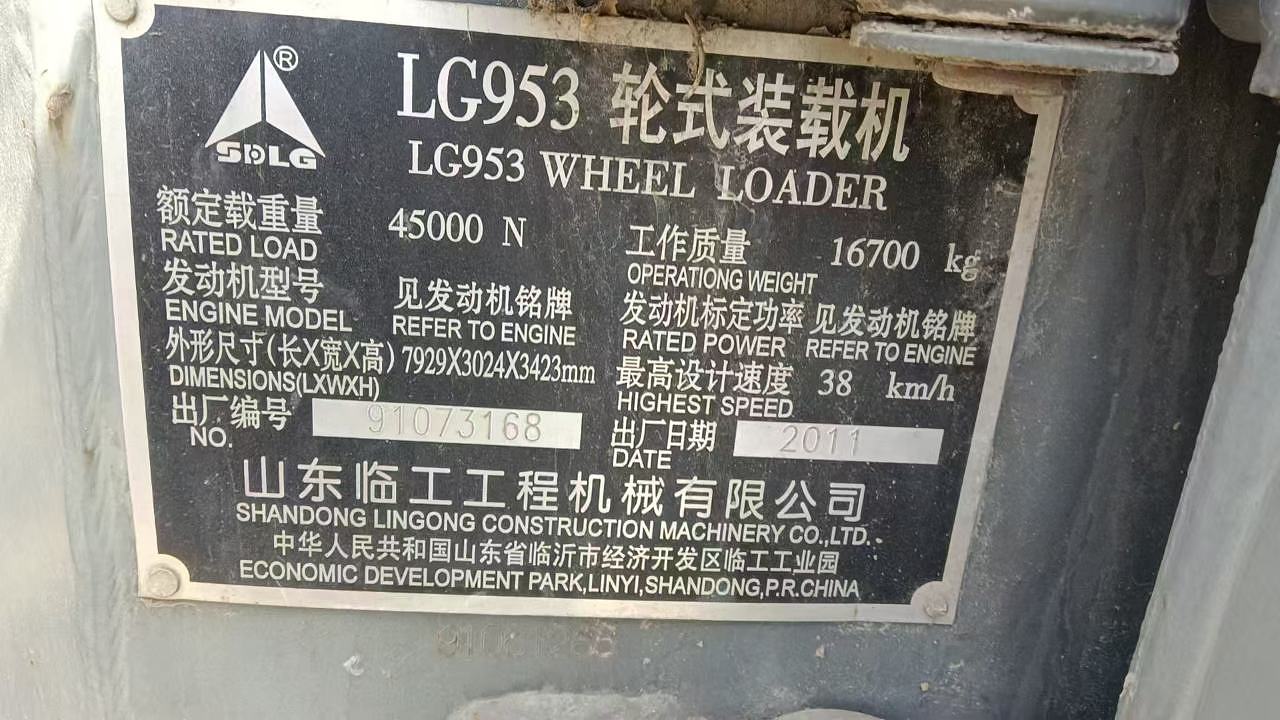 ®
SDLG
LG953 轮式装载机
LG953 WHEEL LOADER
额定载重量 45000 N
RATED LOAD
工作质量 16700 kg
OPERATIONG WEIGHT
发动机型号 见发动机铭牌
ENGINE MODEL REFER TO ENGINE
发动机标定功率 见发动机铭牌
RATED POWER REFER TO ENGINE
外形尺寸(长X宽X高) 7929X3024X3423mm
DIMENSIONS(LXWXH)
最高设计速度 38 km/h
HIGHEST SPEED
出厂编号 91073168
NO.
出厂日期 2011
DATE
山东临工工程机械有限公司
SHANDONG LINGONG CONSTRUCTION MACHINERY CO.,LTD.
中华人民共和国山东省临沂市经济开发区临工工业园
ECONOMIC DEVELOPMENT PARK,LINYI,SHANDONG,P.R.CHINA